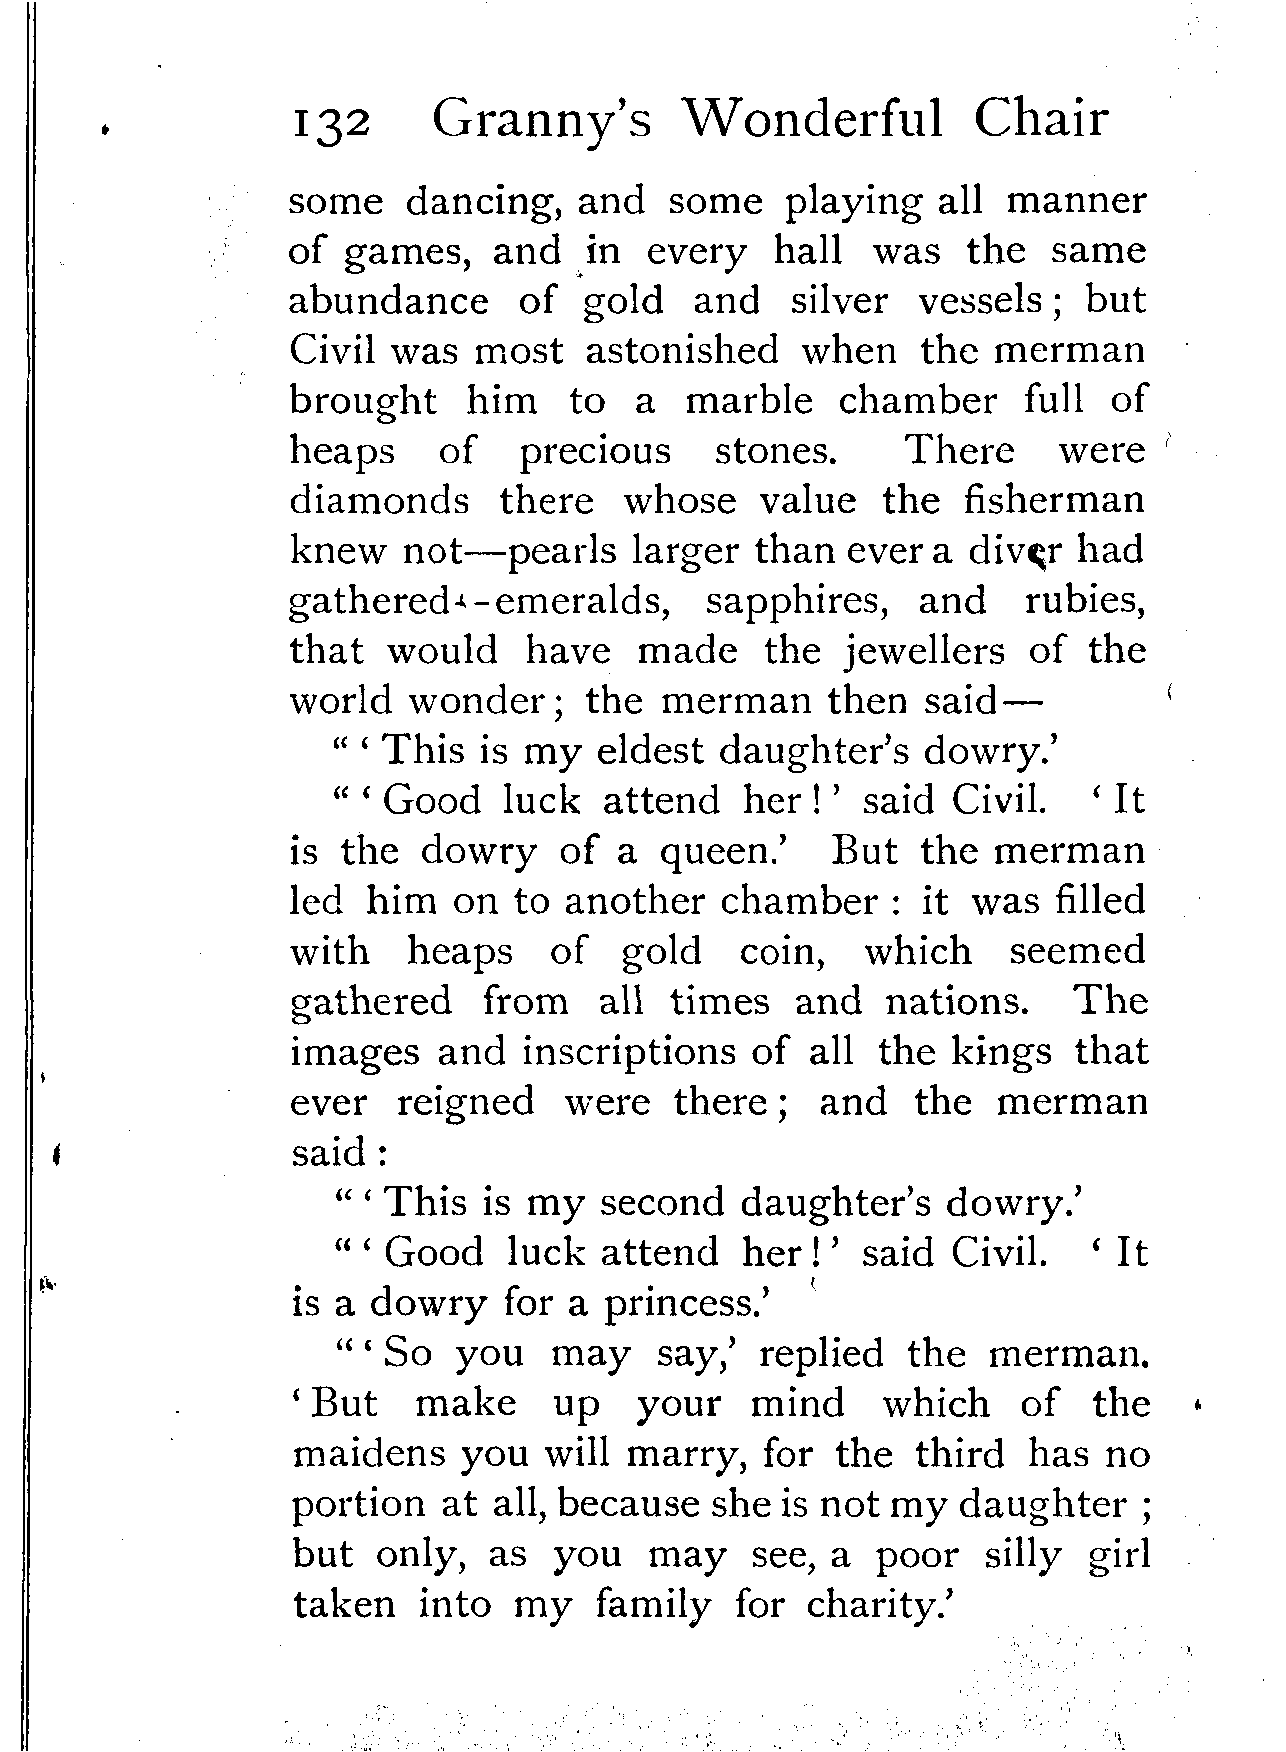 132 Granny's Wonderful Chair
some dancing, and some playing all manner
of games, and in every hall was the same
abundance of gold and silver vessels; but
Civil was most astonished when the merman
brought him to a marble chamber full of
heaps of precious stones. There were
diamonds there whose value the fisherman
knew not—pearls larger than ever a diver had
gathered—emeralds, sapphires, and rubies,
that would have made the jewellers of the
world wonder; the merman then said—
"'This is my eldest daughter's dowry.'
"'Good luck attend her!' said Civil. 'It
is the dowry of a queen.' But the merman
led him on to another chamber: it was filled
with heaps of gold coin, which seemed
gathered from all times and nations. The
images and inscriptions of all the kings that
ever reigned were there; and the merman
said:
"'This is my second daughter's dowry.'
"'Good luck attend her!' said Civil. 'It
is a dowry for a princess.'
"'So you may say,' replied the merman.
'But make up your mind which of the
maidens you will marry, for the third has no
portion at all, because she is not my daughter;
but only, as you may see, a poor silly girl
taken into my family for charity.'